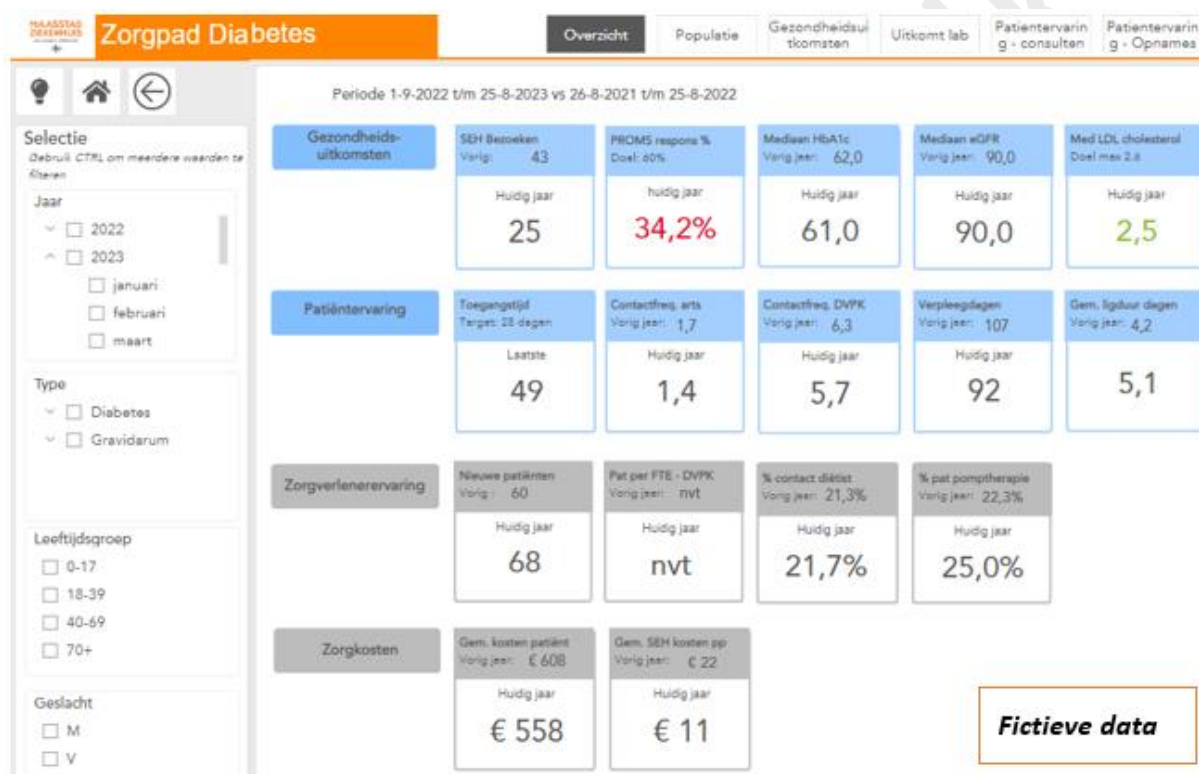 MAASSTAD
ZIEKENHUIS
Zorgpad Diabetes
Overzicht
Populatie
Gezondheidsui
tkomsten
Uitkomt lab
Patientervarin
g - consulten
Patientervarin
g - Opnames
Periode 1-9-2022 t/m 25-8-2023 vs 26-8-2021 t/m 25-8-2022
Selectie
Gebruik CTRL om meerdere waarden te
filteren
Jaar
2022
2023
januari
februari
maart
Type
Diabetes
Gravidarum
Leeftijdsgroep
0-17
18-39
40-69
70+
Geslacht
M
V
Gezondheids-
uitkomsten
SEH Bezoeken
Vorig: 43
Huidig jaar
25
PROMS respons %
Doel: 60%
huidig jaar
34,2%
Mediaan HbA1c
Vorig jaar: 62,0
Huidig jaar
61,0
Mediaan eGFR
Vorig jaar: 90,0
Huidig jaar
90,0
Med LDL cholesterol
Doel max 2.6
Huidig jaar
2,5
Patiëntervaring
Toegangstijd
Target: 28 dagen
Laatste
49
Contactfreq. arts
Vorig jaar: 1,7
Huidig jaar
1,4
Contactfreq. DVPK
Vorig jaar: 6,3
Huidig jaar
5,7
Verpleegdagen
Vorig jaar: 107
Huidig jaar
92
Gem. ligduur dagen
Vorig jaar: 4,2
5,1
Zorgverlenerervaring
Nieuwe patiënten
Vorig : 60
Huidig jaar
68
Pat per FTE - DVPK
Vorig jaar: nvt
Huidig jaar
nvt
% contact diëtist
Vorig jaar: 21,3%
Huidig jaar
21,7%
% pat pomptherapie
Vorig jaar: 22,3%
Huidig jaar
25,0%
Zorgkosten
Gem. kosten patiënt
Vorig jaar: € 608
Huidig jaar
€ 558
Gem. SEH kosten pp
Vorig jaar: € 22
Huidig jaar
€ 11
Fictieve data